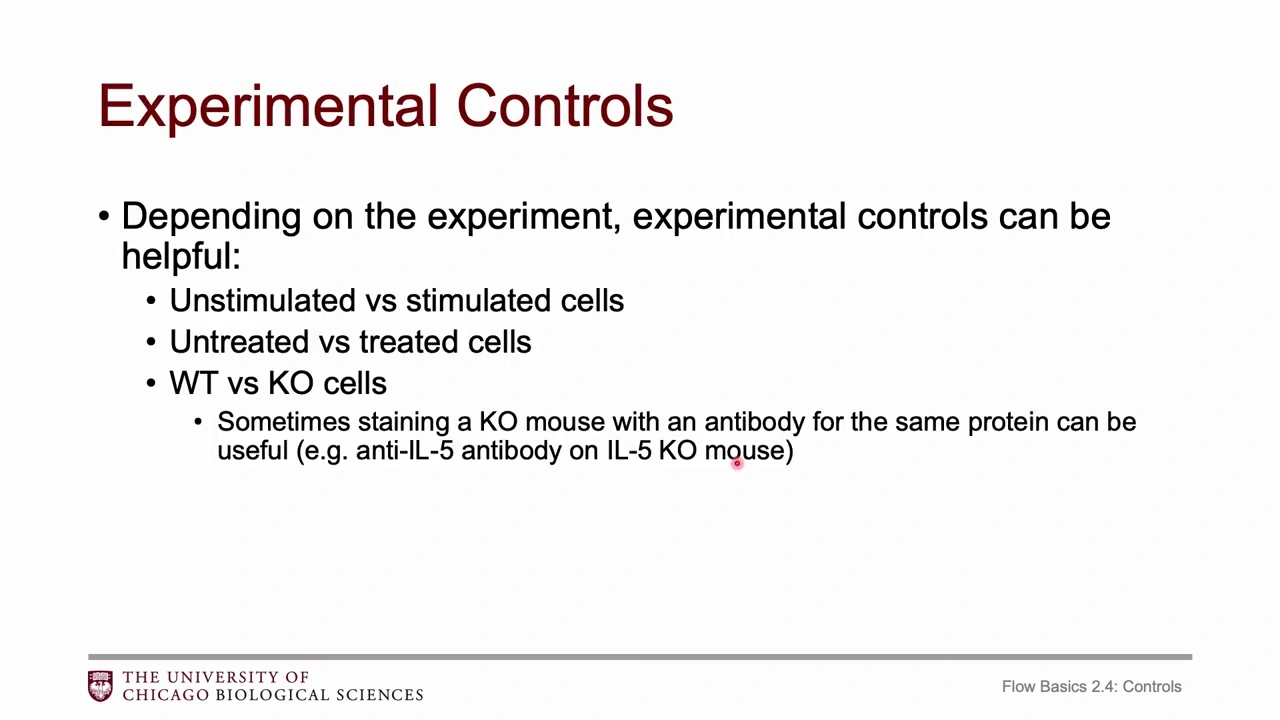 Experimental Controls
• Depending on the experiment, experimental controls can be
helpful:
• Unstimulated vs stimulated cells
• Untreated vs treated cells
• WT vs KO cells
• Sometimes staining a KO mouse with an antibody for the same protein can be
useful (e.g. anti-IL-5 antibody on IL-5 KO mouse)
THE UNIVERSITY OF
CHICAGO BIOLOGICAL SCIENCES
Flow Basics 2.4: Controls